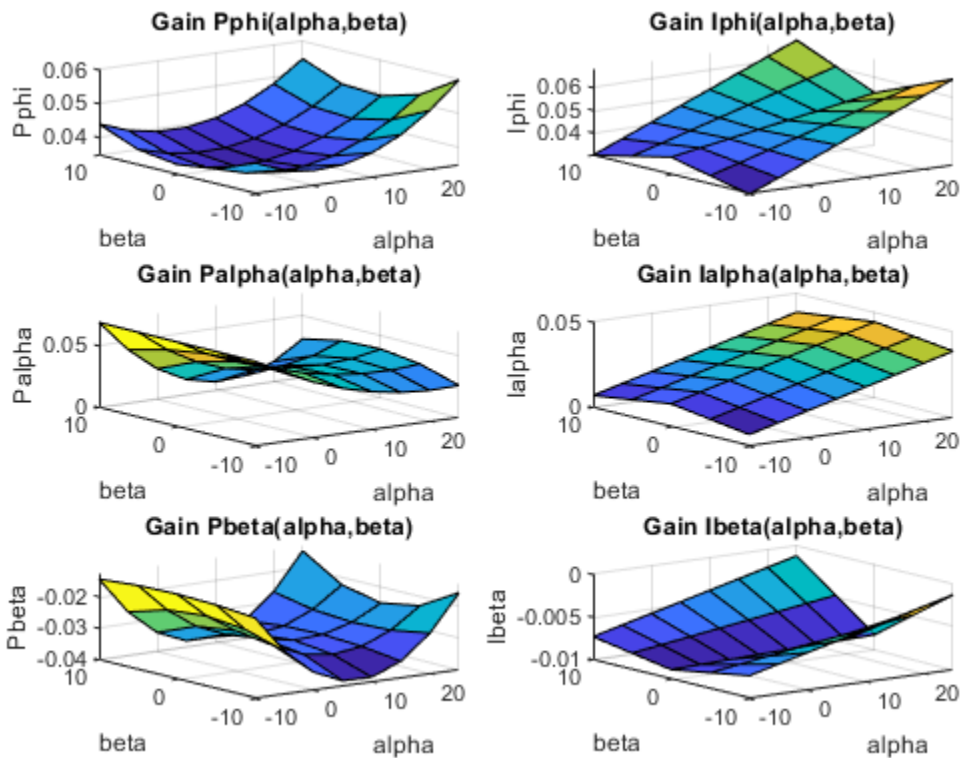 Gain Pphi(alpha,beta)
Pphi
0.06
0.05
0.04
10
0
-10
-10
0
10
20
beta
alpha
Gain Iphi(alpha,beta)
Iphi
0.06
0.05
0.04
10
0
-10
-10
0
10
20
beta
alpha
Gain Palpha(alpha,beta)
Palpha
0.05
0
10
0
-10
-10
0
10
20
beta
alpha
Gain Ialpha(alpha,beta)
Ialpha
0.05
0
10
0
-10
-10
0
10
20
beta
alpha
Gain Pbeta(alpha,beta)
Pbeta
-0.02
-0.03
-0.04
10
0
-10
-10
0
10
20
beta
alpha
Gain Ibeta(alpha,beta)
Ibeta
0
-0.005
-0.01
10
0
-10
-10
0
10
20
beta
alpha